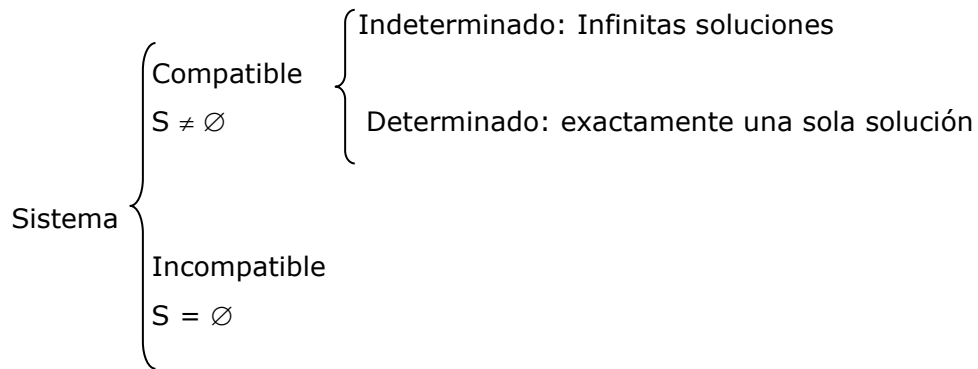 Indeterminado: Infinitas soluciones
Compatible
S ≠ ∅
Determinado: exactamente una sola solución
Sistema
Incompatible
S = ∅